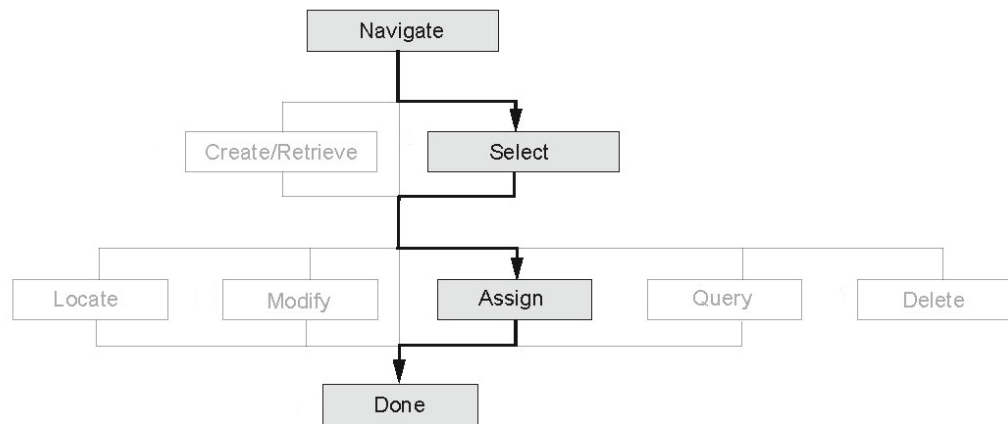 Navigate
Create/Retrieve
Select
Locate
Modify
Assign
Query
Delete
Done